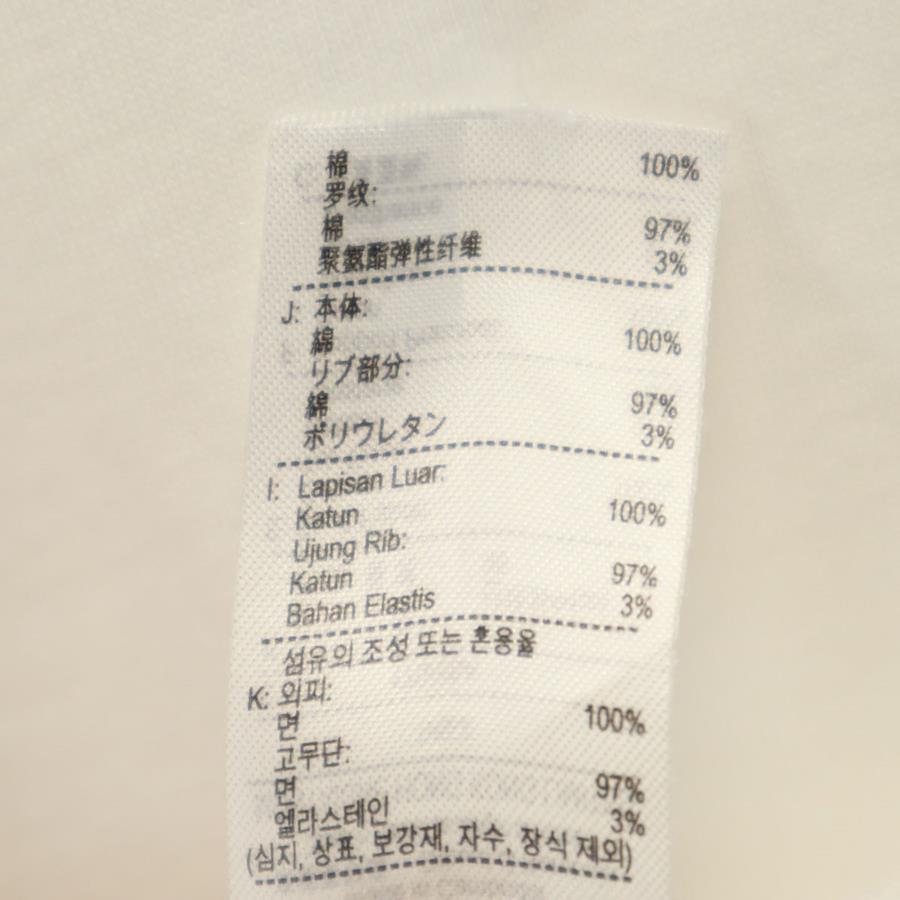 棉 100%
罗纹:
棉 97%
聚氨酯弹性纤维 3%
J: 本体:
綿 100%
リブ部分:
綿 97%
ポリウレタン 3%
I: Lapisan Luar:
Katun 100%
Ujung Rib:
Katun 97%
Bahan Elastis 3%
섬유의 조성 또는 혼용율
K: 외피:
면 100%
고무단:
면 97%
엘라스테인 3%
(심지, 상표, 보강재, 자수, 장식 제외)